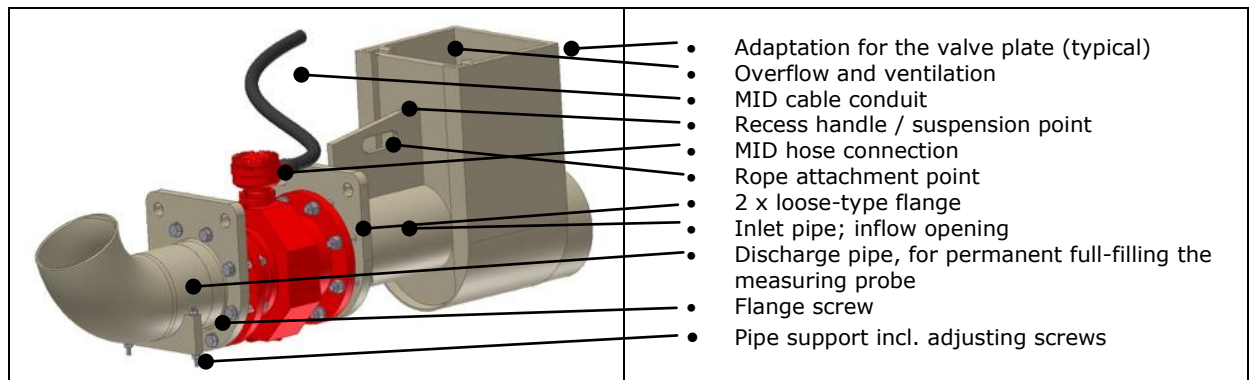 • Adaptation for the valve plate (typical)
• Overflow and ventilation
• MID cable conduit
• Recess handle / suspension point
• MID hose connection
• Rope attachment point
• 2 x loose-type flange
• Inlet pipe; inflow opening
• Discharge pipe, for permanent full-filling the
measuring probe
• Flange screw
• Pipe support incl. adjusting screws